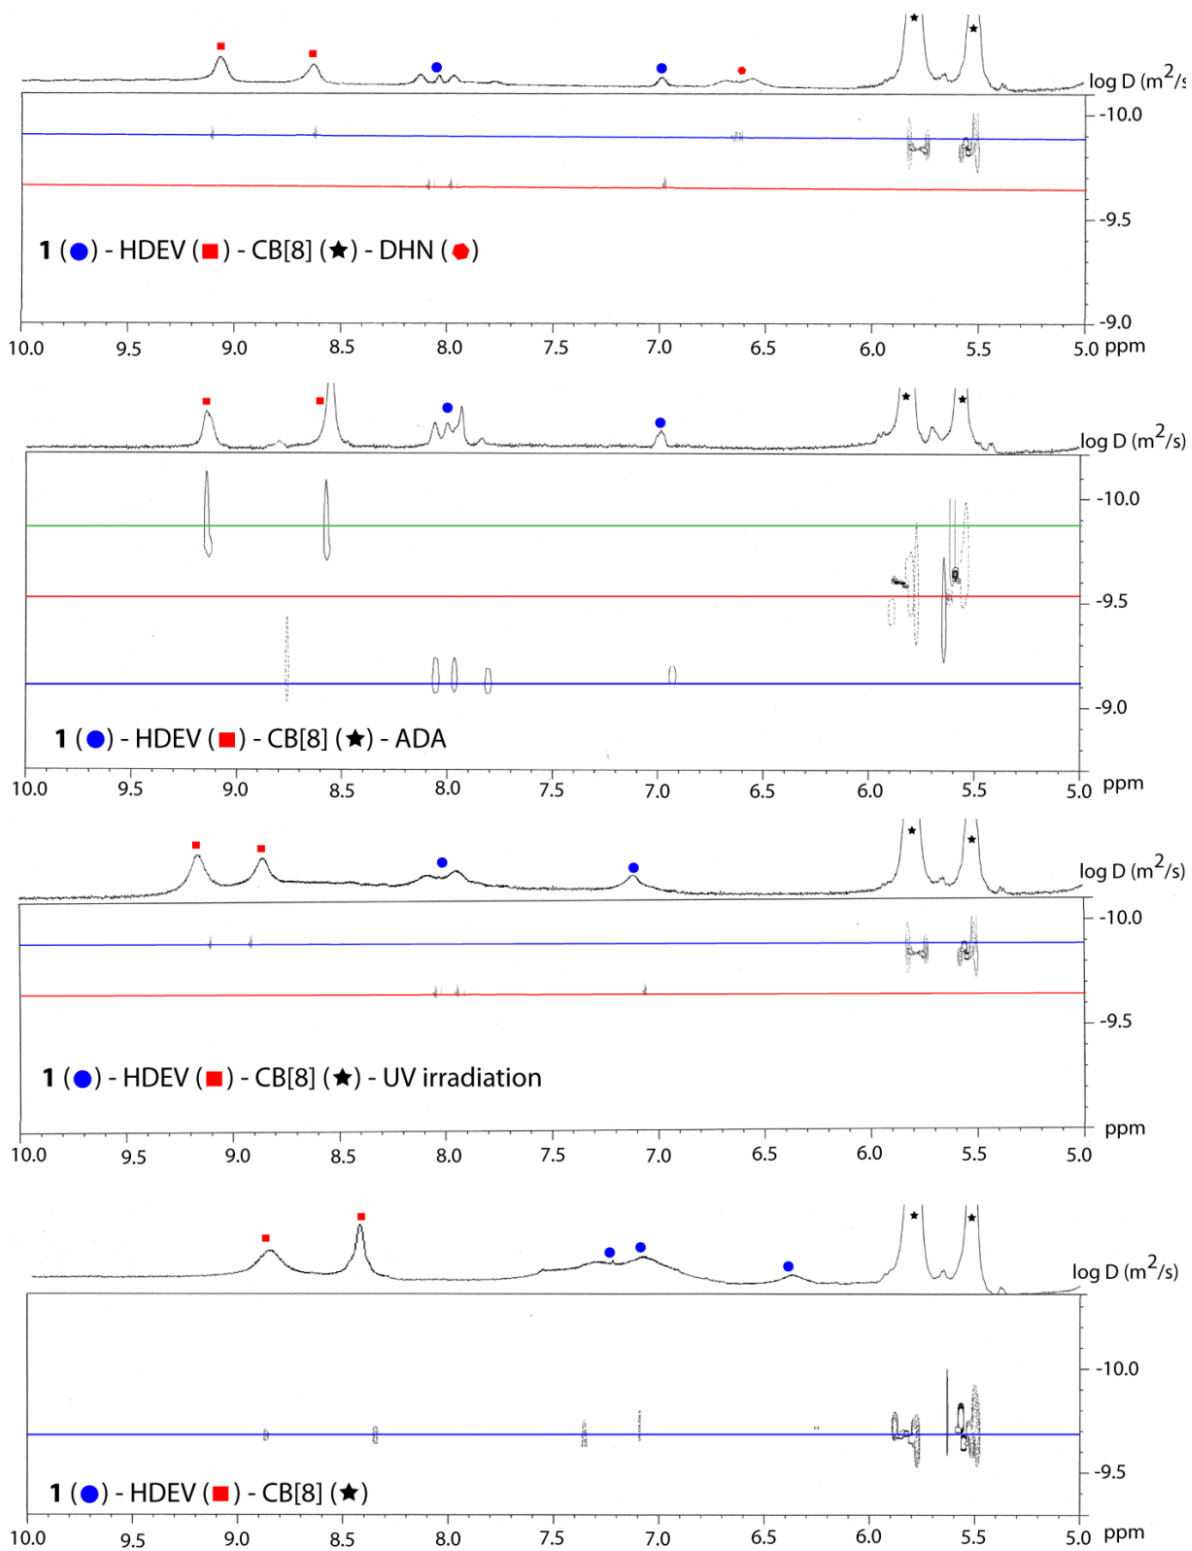 log D (m²/s
-10.0
-9.5
1 (●) - HDEV (■) - CB[8] (★) - DHN (⬣)
-9.0
10.0 9.5 9.0 8.5 8.0 7.5 7.0 6.5 6.0 5.5 5.0 ppm
log D (m²/s)
-10.0
-9.5
-9.0
1 (●) - HDEV (■) - CB[8] (★) - ADA
10.0 9.5 9.0 8.5 8.0 7.5 7.0 6.5 6.0 5.5 5.0 ppm
log D (m²/s)
-10.0
-9.5
1 (●) - HDEV (■) - CB[8] (★) - UV irradiation
ppm
10.0 9.5 9.0 8.5 8.0 7.5 7.0 6.5 6.0 5.5 5.0
log D (m²/s)
-10.0
-9.5
1 (●) - HDEV (■) - CB[8] (★)
10.0 9.5 9.0 8.5 8.0 7.5 7.0 6.5 6.0 5.5 5.0 ppm